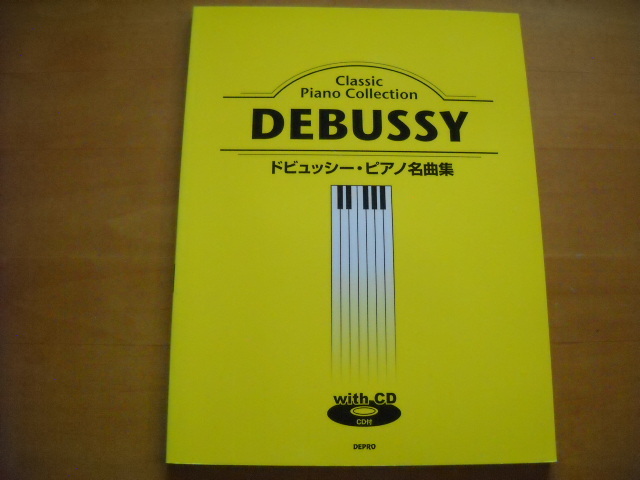 Classic
Piano Collection
DEBUSSY
ドビュッシー・ピアノ名曲集
with CD
CD付
DEPRO